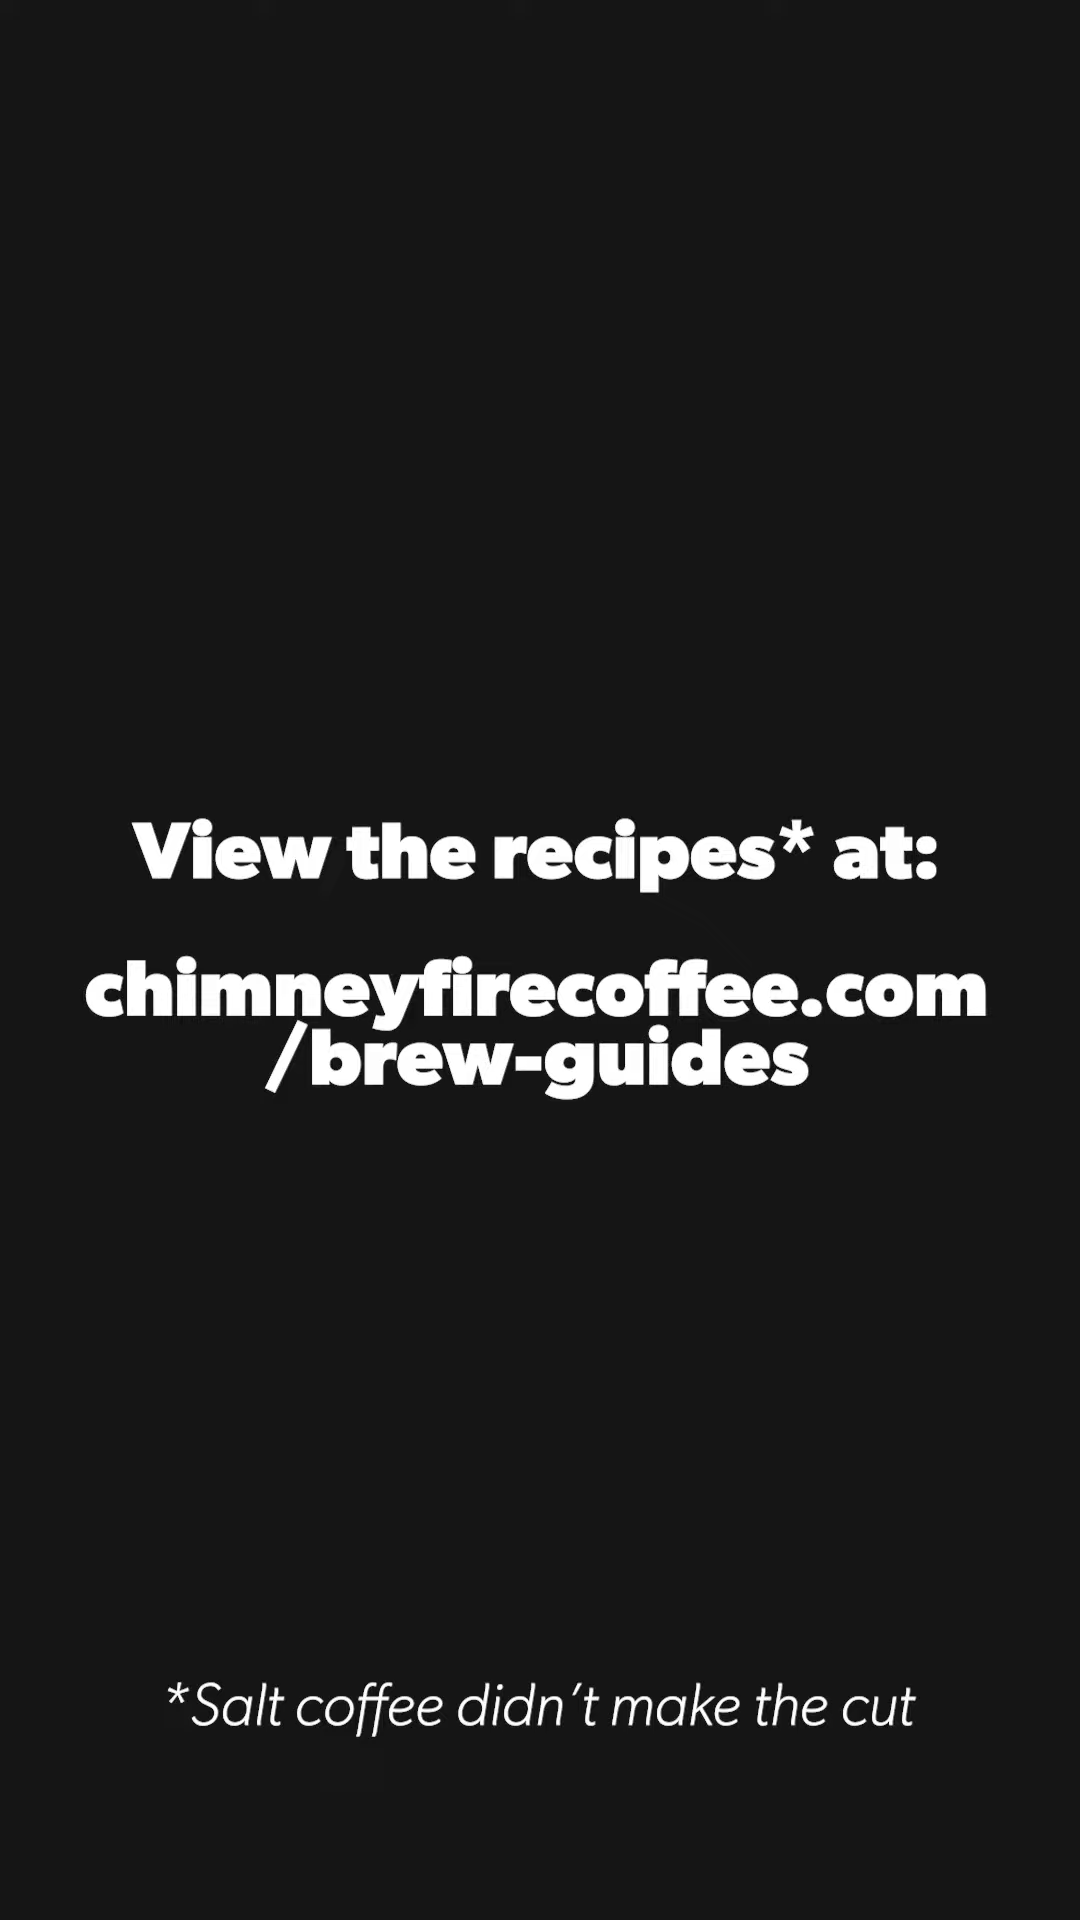 View the recipes* at:
chimneyfirecoffee.com
/brew-guides
*Salt coffee didn't make the cut